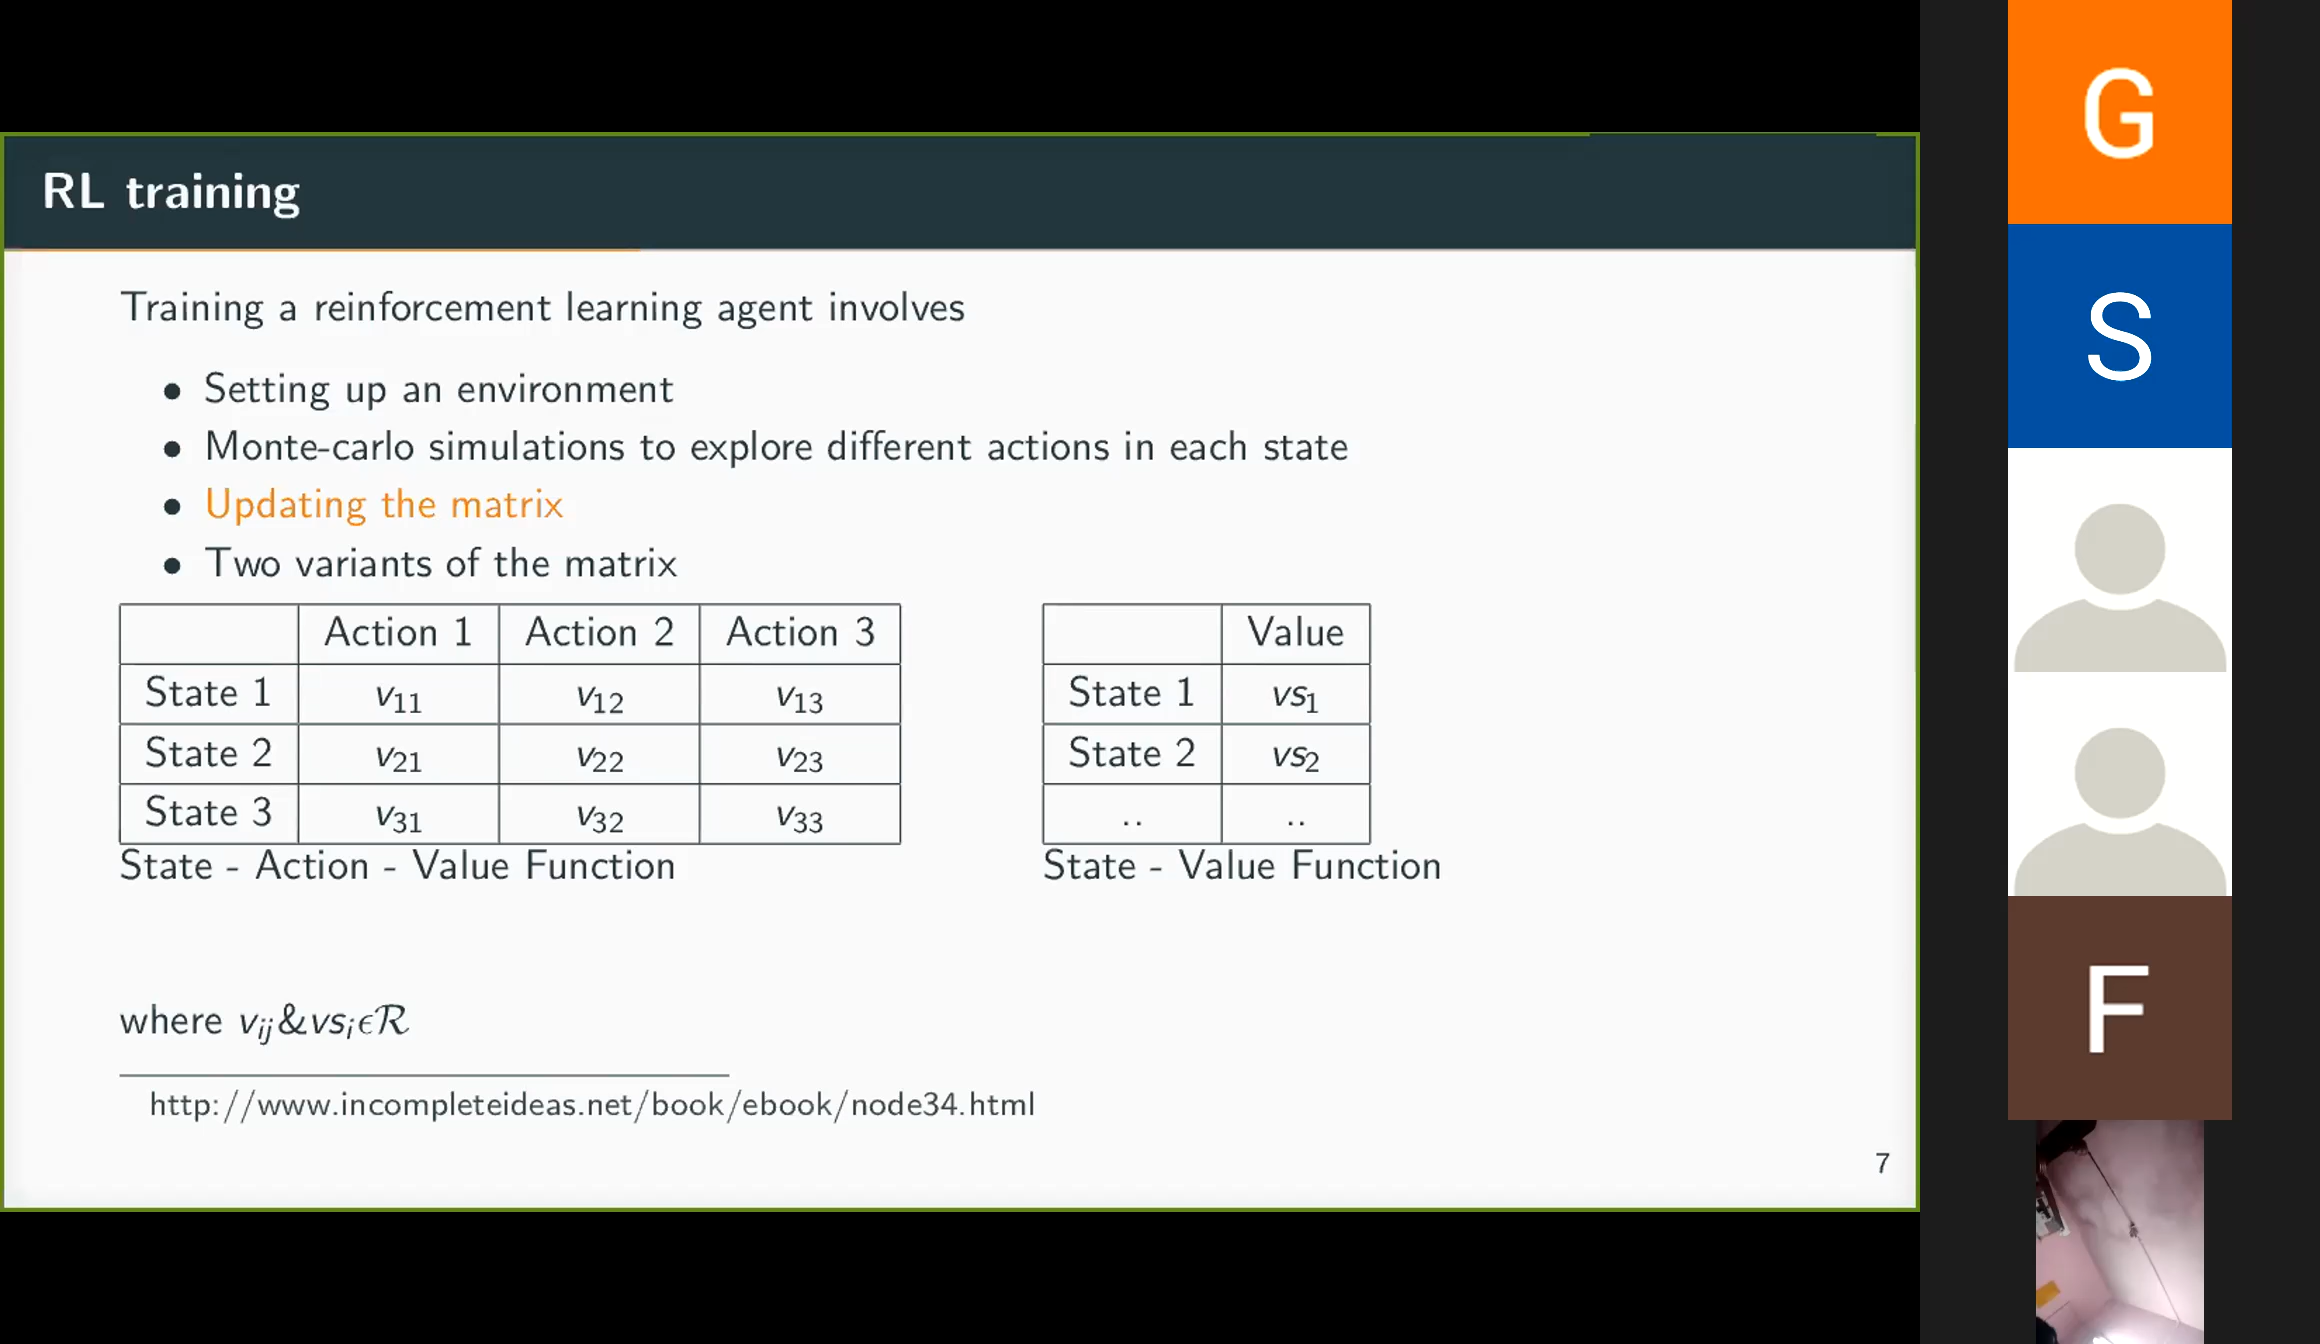 RL training
Training a reinforcement learning agent involves
• Setting up an environment
• Monte-carlo simulations to explore different actions in each state
• Updating the matrix
• Two variants of the matrix
Action 1 Action 2 Action 3
State 1 v11 v12 v13
State 2 v21 v22 v23
State 3 v31 v32 v33
State - Action - Value Function
Value
State 1 vs1
State 2 vs2
.. ..
State - Value Function
where vij&vsiϵR
http://www.incompleteideas.net/book/ebook/node34.html
7
G
S
F